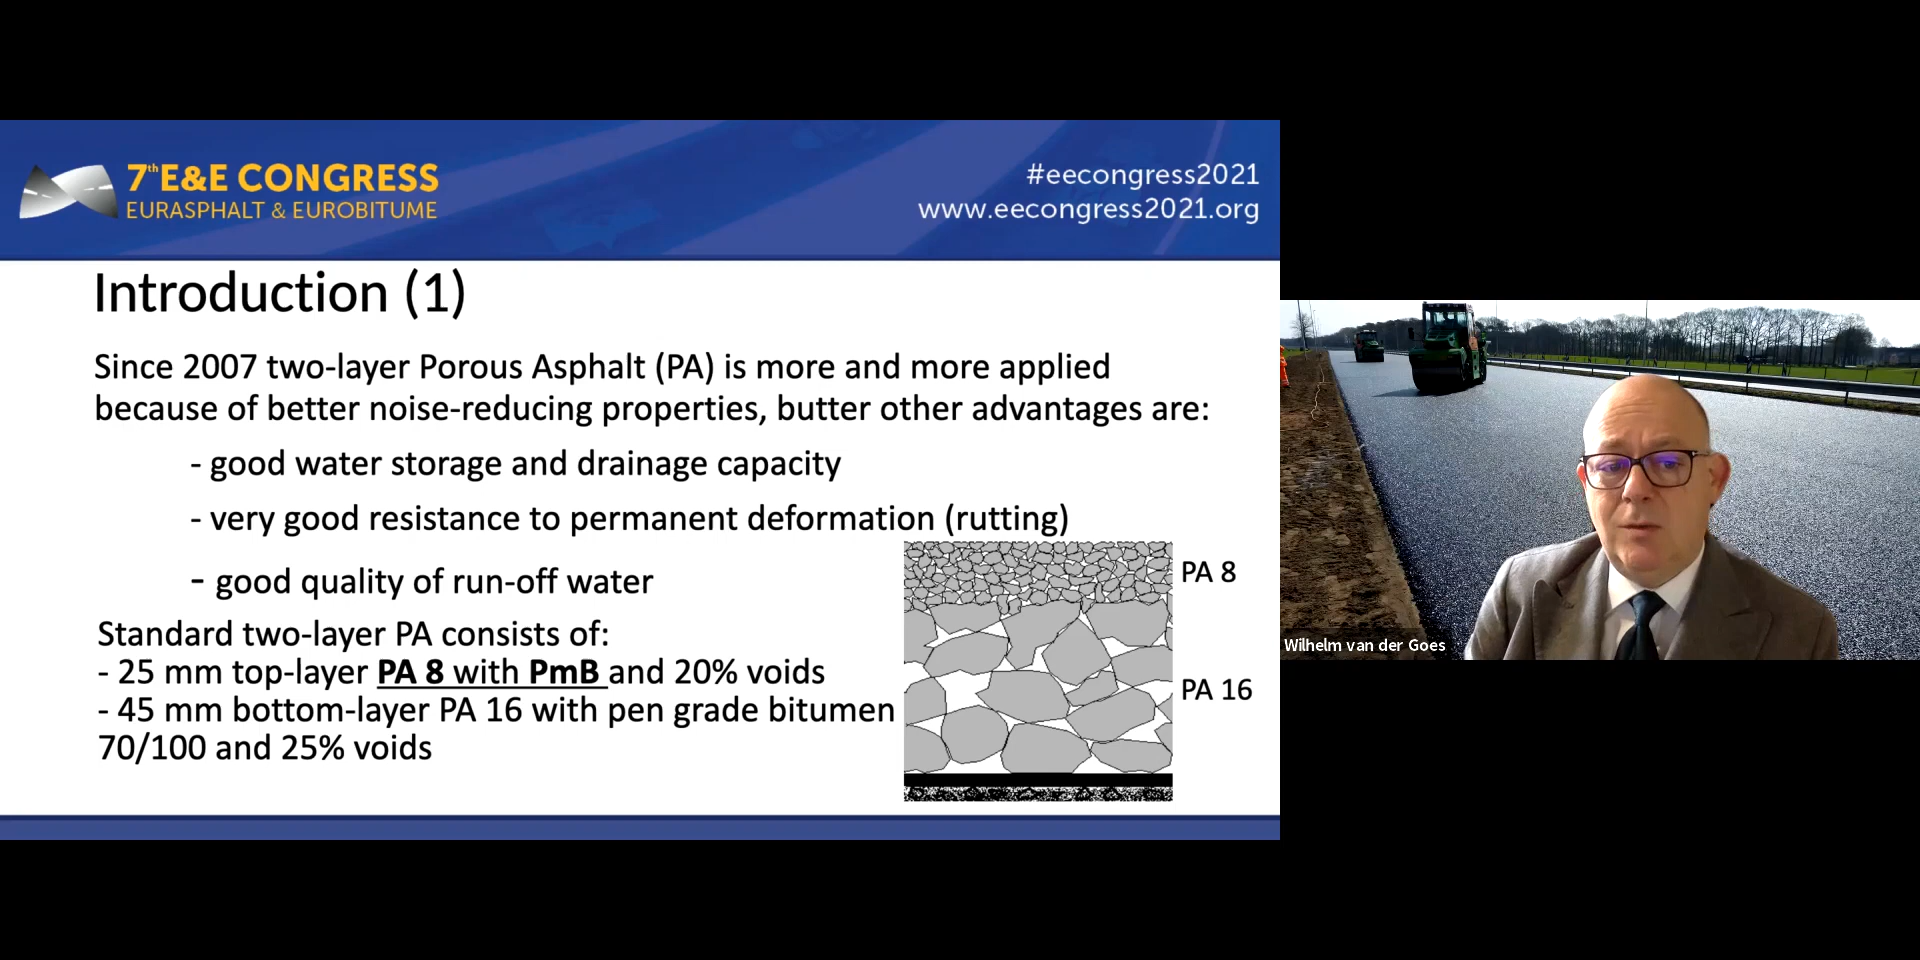 7th E&E CONGRESS
EURASPHALT & EUROBITUME
#eecongress2021
www.eecongress2021.org
Introduction (1)
Since 2007 two-layer Porous Asphalt (PA) is more and more applied
because of better noise-reducing properties, butter other advantages are:
- good water storage and drainage capacity
- very good resistance to permanent deformation (rutting)
- good quality of run-off water
Standard two-layer PA consists of:
- 25 mm top-layer PA 8 with PmB and 20% voids
- 45 mm bottom-layer PA 16 with pen grade bitumen
70/100 and 25% voids
PA 8
PA 16
Wilhelm van der Goes